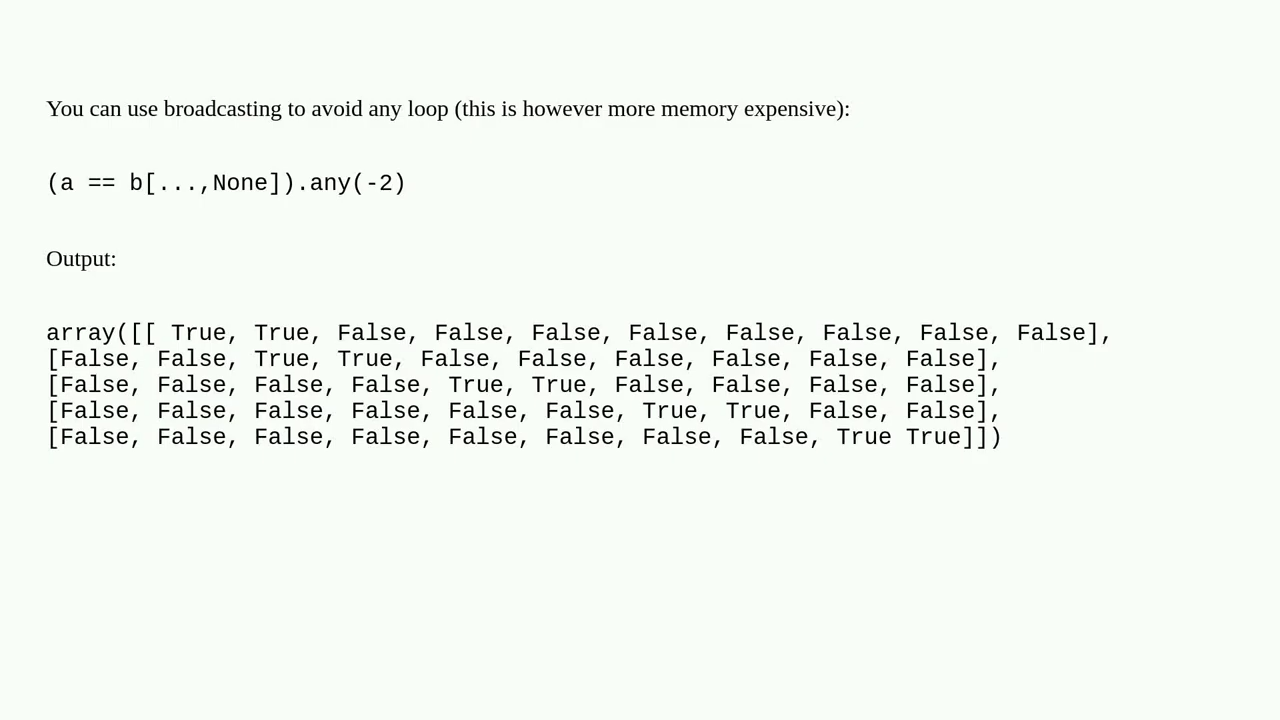 You can use broadcasting to avoid any loop (this is however more memory expensive):
(a == b[...,None]).any(-2)
Output:
array([[ True, True, False, False, False, False, False, False, False, False],
[False, False, True, True, False, False, False, False, False, False],
[False, False, False, False, True, True, False, False, False, False],
[False, False, False, False, False, False, True, True, False, False],
[False, False, False, False, False, False, False, False, True True]])